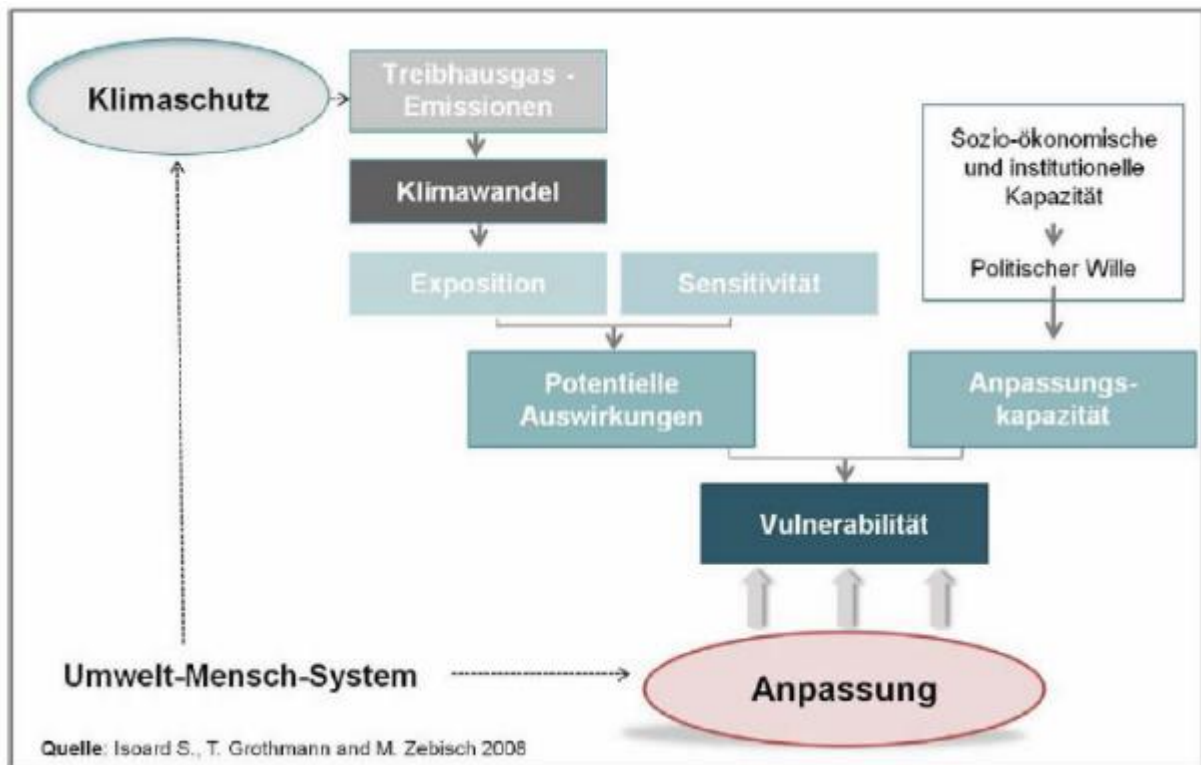 Klimaschutz
Treibhausgas -
Emissionen
Klimawandel
Exposition
Sensitivität
Sozio-ökonomische
und institutionelle
Kapazität
Politischer Wille
Potentielle
Auswirkungen
Anpassungs-
kapazität
Vulnerabilität
Umwelt-Mensch-System
Anpassung
Quelle: Isoard S., T. Grothmann and M. Zebisch 2008